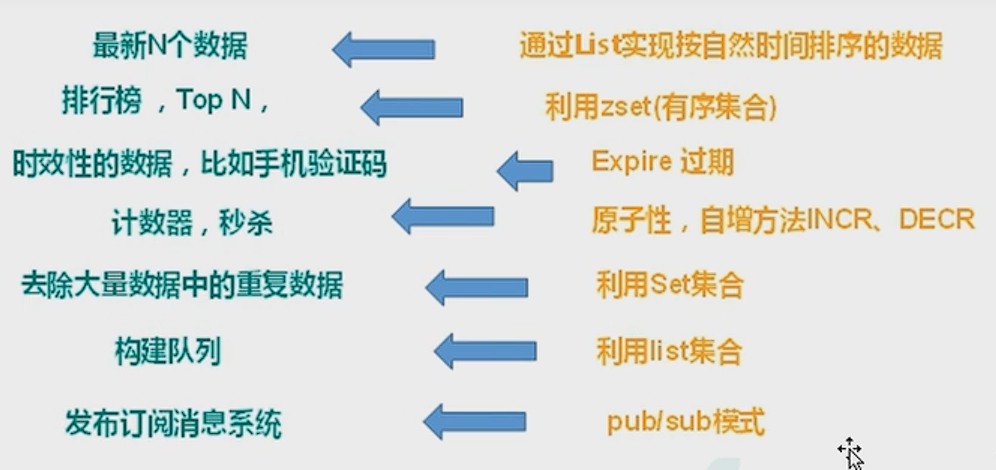 最新N个数据 通过List实现按自然时间排序的数据
排行榜，Top N， 利用zset(有序集合)
时效性的数据，比如手机验证码 Expire 过期
计数器，秒杀 原子性，自增方法INCR、DECR
去除大量数据中的重复数据 利用Set集合
构建队列 利用list集合
发布订阅消息系统 pub/sub模式